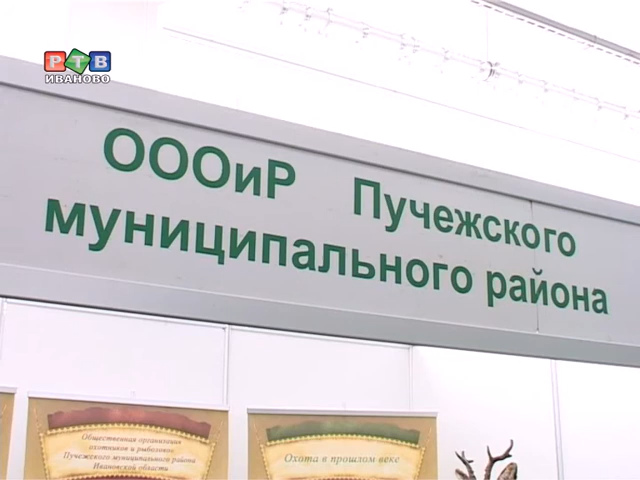 РТВ
ИВАНОВО
ОООиР Пучежского
муниципального района
Общественная организация
охотников и рыболовов
Пучежского муниципального района
Ивановской области
Охота в прошлом веке